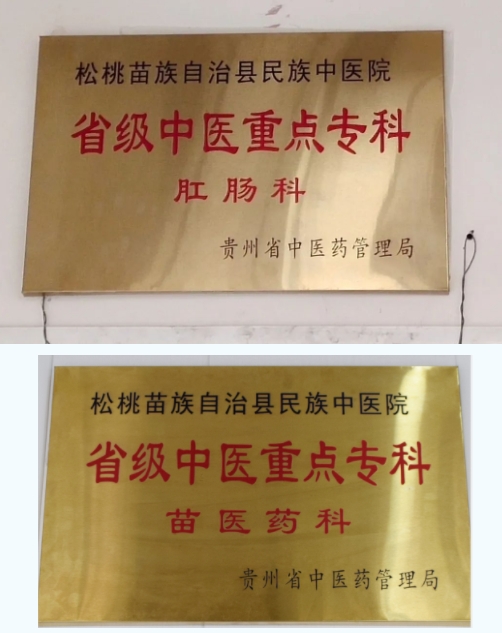 松桃苗族自治县民族中医院
省级中医重点专科
肛肠科
贵州省中医药管理局
松桃苗族自治县民族中医院
省级中医重点专科
苗医药科
贵州省中医药管理局